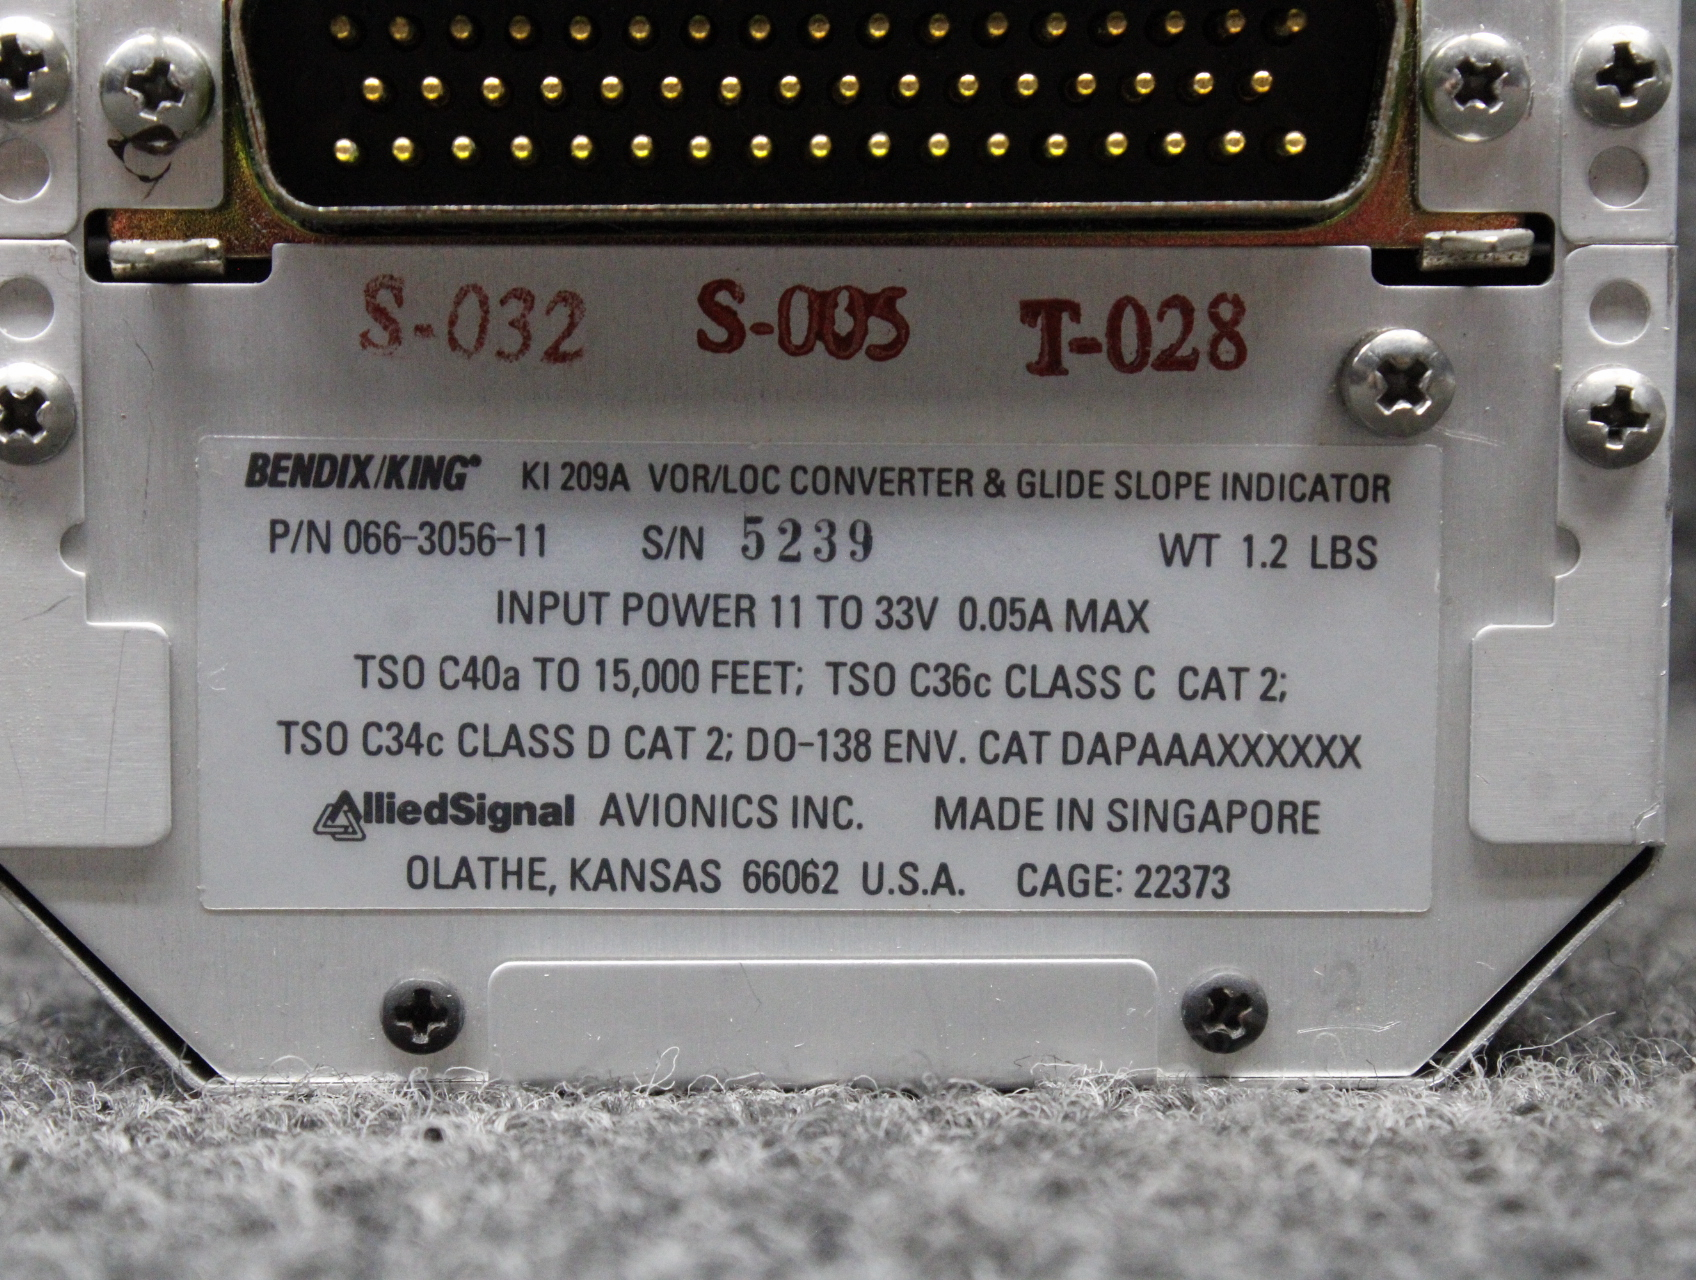 S-032 S-005 T-028
BENDIX/KING® KI 209A VOR/LOC CONVERTER & GLIDE SLOPE INDICATOR
P/N 066-3056-11 S/N 5239 WT 1.2 LBS
INPUT POWER 11 TO 33V 0.05A MAX
TSO C40a TO 15,000 FEET; TSO C36c CLASS C CAT 2;
TSO C34c CLASS D CAT 2; DO-138 ENV. CAT DAPAAAXXXXXX
AlliedSignal AVIONICS INC. MADE IN SINGAPORE
OLATHE, KANSAS 66062 U.S.A. CAGE: 22373